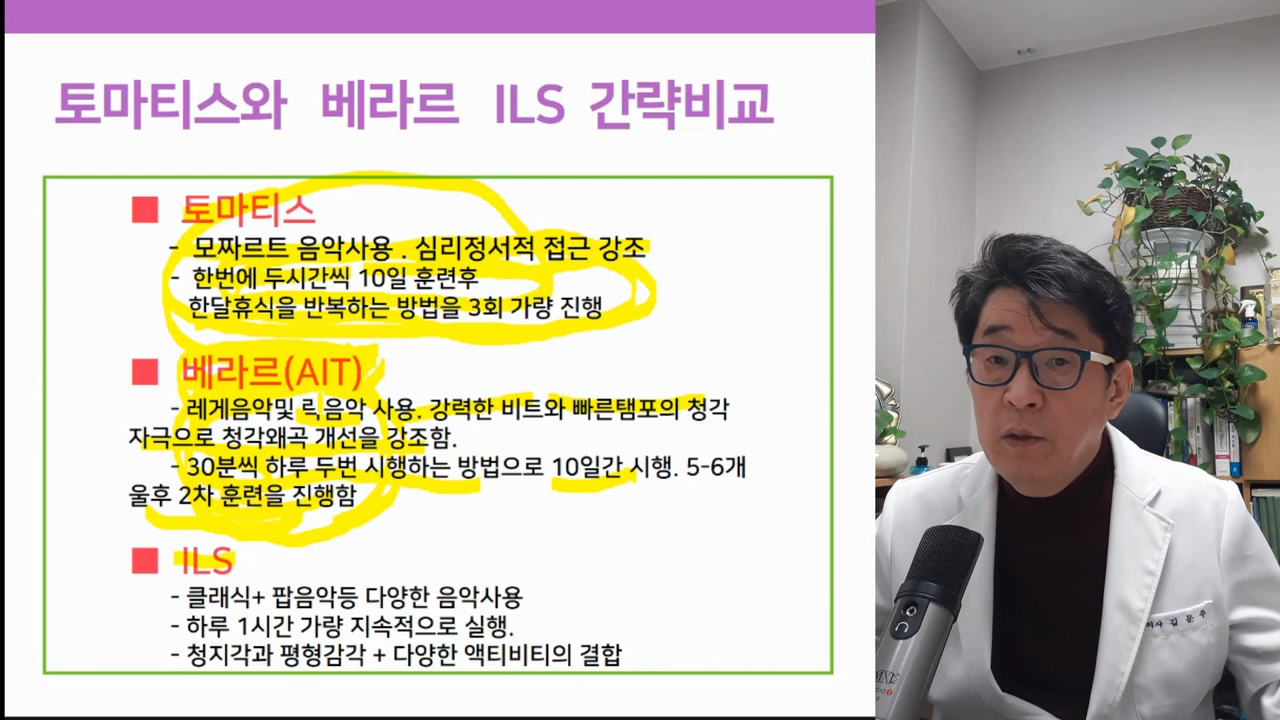 토마티스와 베라르 ILS 간략비교
■ 토마티스
- 모짜르트 음악사용 . 심리정서적 접근 강조
- 한번에 두시간씩 10일 훈련후
한달휴식을 반복하는 방법을 3회 가량 진행
■ 베라르(AIT)
- 레게음악및 락음악 사용. 강력한 비트와 빠른탬포의 청각
자극으로 청각왜곡 개선을 강조함.
- 30분씩 하루 두번 시행하는 방법으로 10일간 시행. 5-6개
울후 2차 훈련을 진행함
■ ILS
- 클래식+ 팝음악등 다양한 음악사용
- 하루 1시간 가량 지속적으로 실행.
- 청지각과 평형감각 + 다양한 액티비티의 결합
김문주